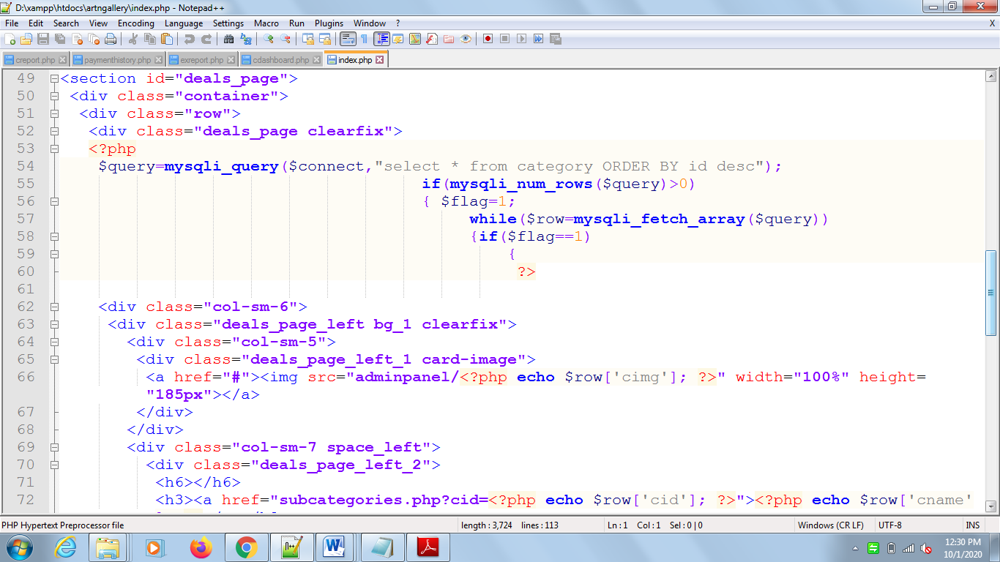 D:\xampp\htdocs\artngallery\index.php - Notepad++
File Edit Search View Encoding Language Settings Macro Run Plugins Window ? X
creport.php paymenthistory.php exreport.php cdashboard.php index.php
49 <section id="deals_page">
50 <div class="container">
51 <div class="row">
52 <div class="deals_page clearfix">
53 <?php
54 $query=mysqli_query($connect,"select * from category ORDER BY id desc");
55 if(mysqli_num_rows($query)>0)
56 { $flag=1;
57 while($row=mysqli_fetch_array($query))
58 {if($flag==1)
59 {
60 ?>
61
62 <div class="col-sm-6">
63 <div class="deals_page_left bg_1 clearfix">
64 <div class="col-sm-5">
65 <div class="deals_page_left_1 card-image">
66 <a href="#"><img src="adminpanel/<?php echo $row['cimg']; ?>" width="100%" height=
"185px"></a>
67 </div>
68 </div>
69 <div class="col-sm-7 space_left">
70 <div class="deals_page_left_2">
71 <h6></h6>
72 <h3><a href="subcategories.php?cid=<?php echo $row['cid']; ?>"><?php echo $row['cname'
PHP Hypertext Preprocessor file length : 3,724 lines : 113 Ln : 1 Col : 1 Sel : 0 | 0 Windows (CR LF) UTF-8 INS
12:30 PM
10/1/2020